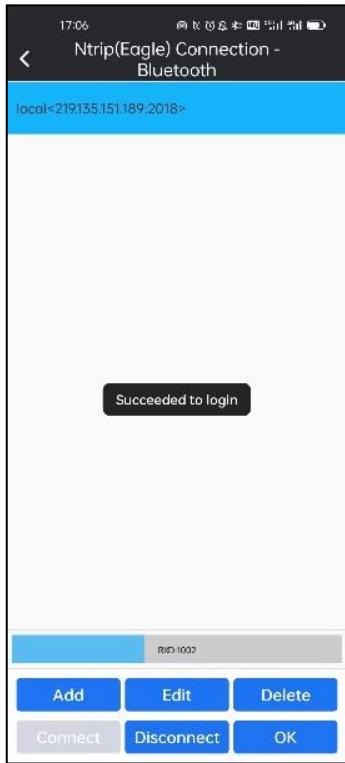 17:06
Ntrip(Eagle) Connection -
Bluetooth
local<219.135.151.189:2018>
Succeeded to login
RXD:1002
Add Edit Delete
Connect Disconnect OK